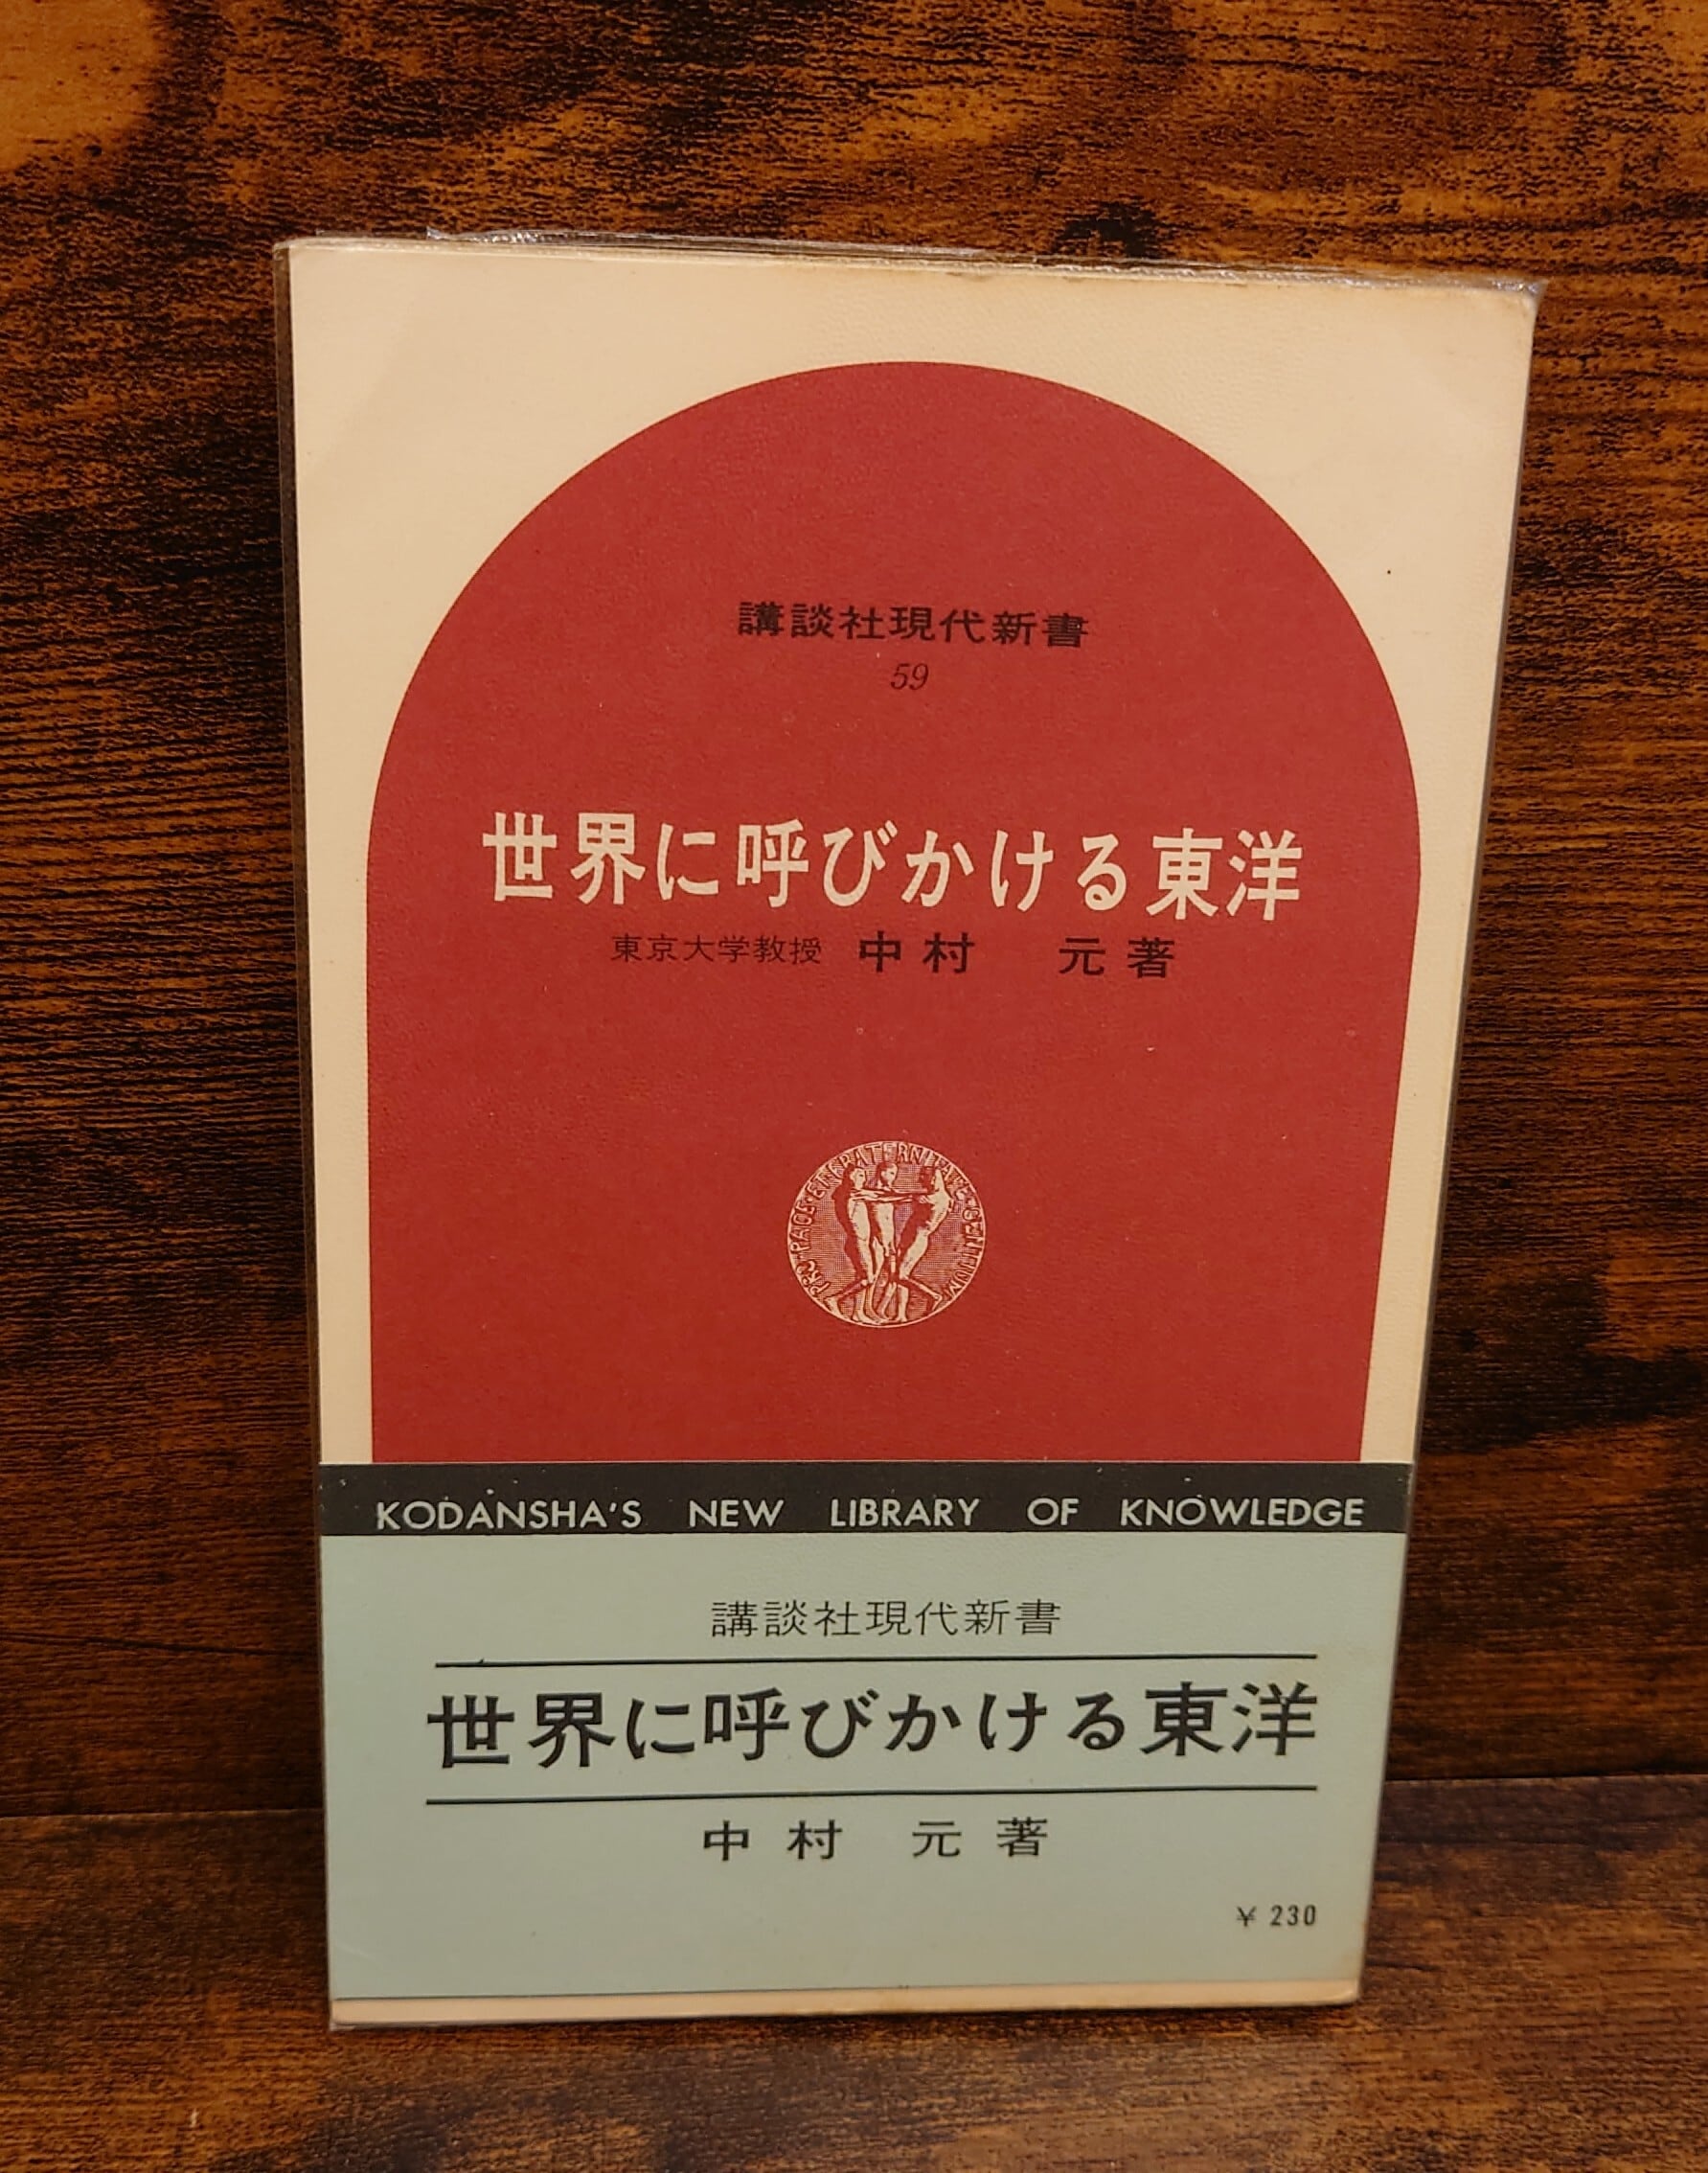 講談社現代新書
59
世界に呼びかける東洋
東京大学教授 中村 元著
KODANSHA'S NEW LIBRARY OF KNOWLEDGE
講談社現代新書
世界に呼びかける東洋
中村 元著
¥ 230